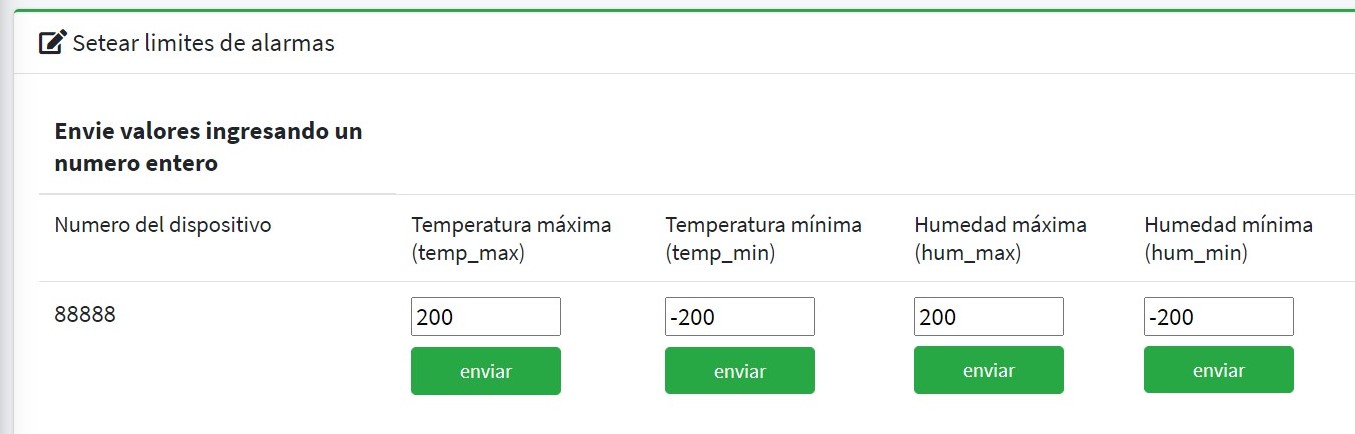 Setear limites de alarmas
Envie valores ingresando un
numero entero
Numero del dispositivo
Temperatura máxima
(temp_max)
Temperatura mínima
(temp_min)
Humedad máxima
(hum_max)
Humedad mínima
(hum_min)
88888
200
-200
200
-200
enviar
enviar
enviar
enviar